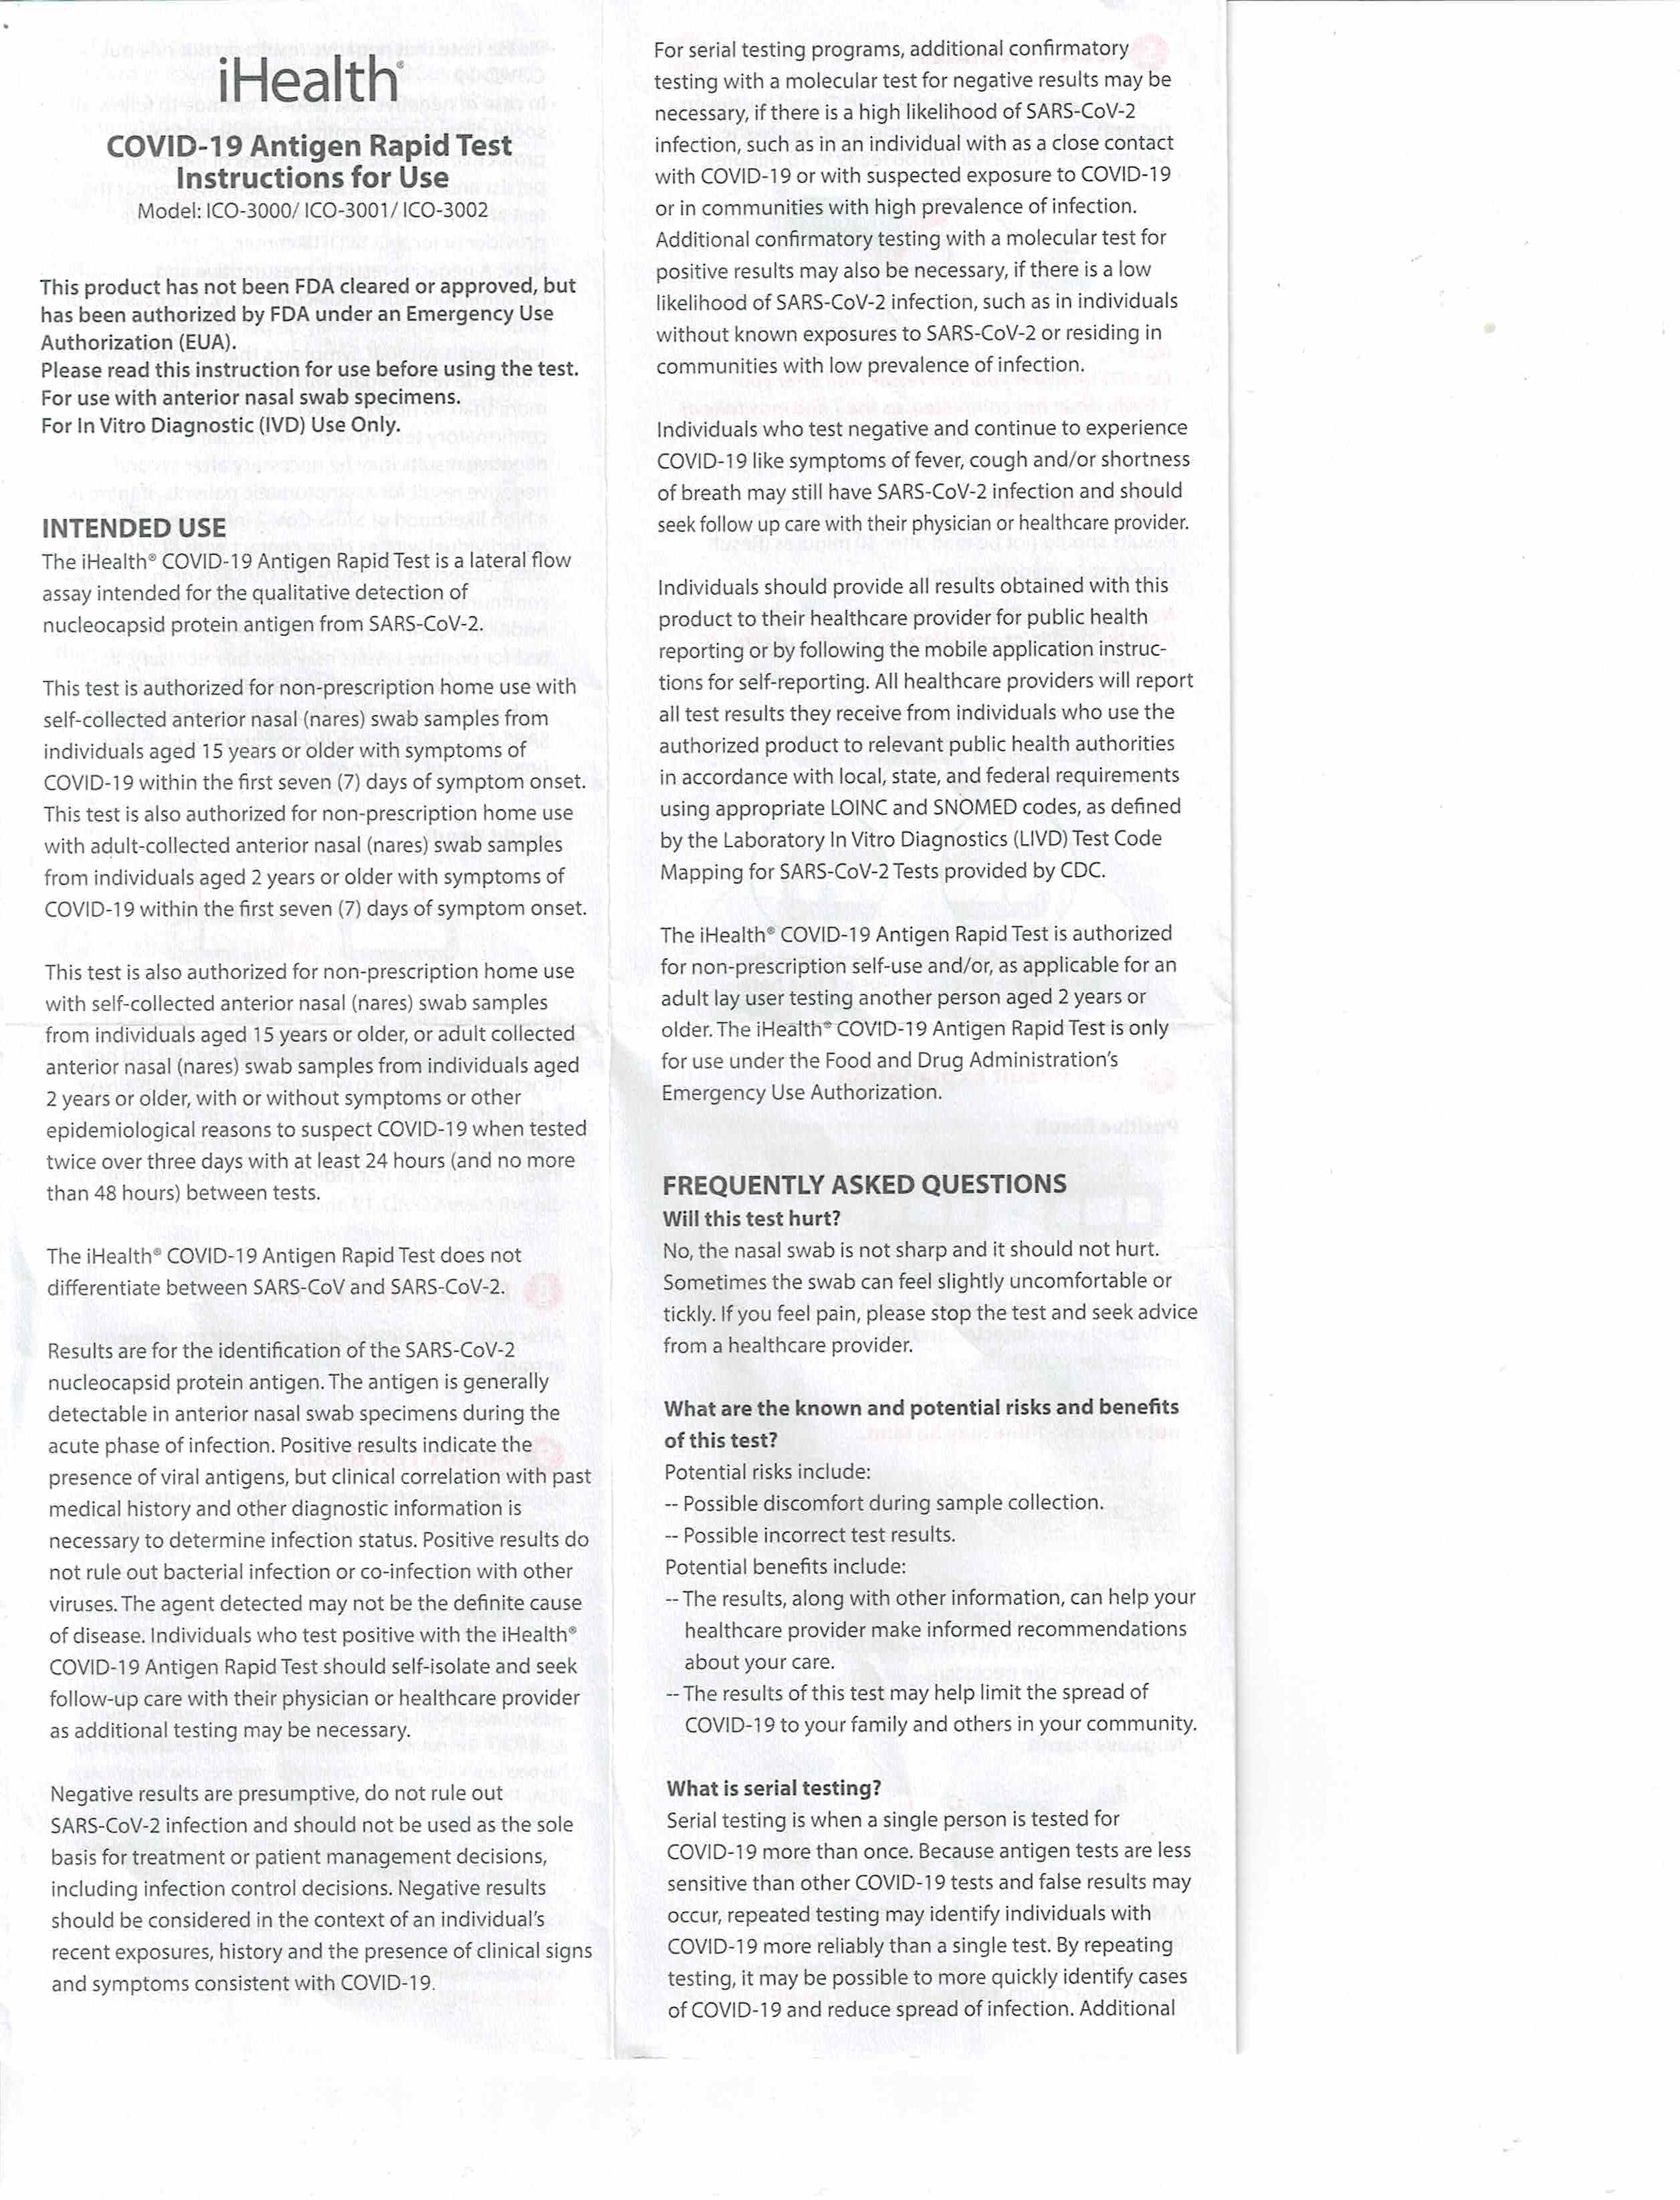 iHealth®
COVID-19 Antigen Rapid Test
Instructions for Use
Model: ICO-3000/ ICO-3001/ ICO-3002
This product has not been FDA cleared or approved, but
has been authorized by FDA under an Emergency Use
Authorization (EUA).
Please read this instruction for use before using the test.
For use with anterior nasal swab specimens.
For In Vitro Diagnostic (IVD) Use Only.
INTENDED USE
The iHealth® COVID-19 Antigen Rapid Test is a lateral flow
assay intended for the qualitative detection of
nucleocapsid protein antigen from SARS-CoV-2.
This test is authorized for non-prescription home use with
self-collected anterior nasal (nares) swab samples from
individuals aged 15 years or older with symptoms of
COVID-19 within the first seven (7) days of symptom onset.
This test is also authorized for non-prescription home use
with adult-collected anterior nasal (nares) swab samples
from individuals aged 2 years or older with symptoms of
COVID-19 within the first seven (7) days of symptom onset.
This test is also authorized for non-prescription home use
with self-collected anterior nasal (nares) swab samples
from individuals aged 15 years or older, or adult collected
anterior nasal (nares) swab samples from individuals aged
2 years or older, with or without symptoms or other
epidemiological reasons to suspect COVID-19 when tested
twice over three days with at least 24 hours (and no more
than 48 hours) between tests.
The iHealth® COVID-19 Antigen Rapid Test does not
differentiate between SARS-CoV and SARS-CoV-2.
Results are for the identification of the SARS-CoV-2
nucleocapsid protein antigen. The antigen is generally
detectable in anterior nasal swab specimens during the
acute phase of infection. Positive results indicate the
presence of viral antigens, but clinical correlation with past
medical history and other diagnostic information is
necessary to determine infection status. Positive results do
not rule out bacterial infection or co-infection with other
viruses. The agent detected may not be the definite cause
of disease. Individuals who test positive with the iHealth®
COVID-19 Antigen Rapid Test should self-isolate and seek
follow-up care with their physician or healthcare provider
as additional testing may be necessary.
Negative results are presumptive, do not rule out
SARS-CoV-2 infection and should not be used as the sole
basis for treatment or patient management decisions,
including infection control decisions. Negative results
should be considered in the context of an individual's
recent exposures, history and the presence of clinical signs
and symptoms consistent with COVID-19.
For serial testing programs, additional confirmatory
testing with a molecular test for negative results may be
necessary, if there is a high likelihood of SARS-CoV-2
infection, such as in an individual with as a close contact
with COVID-19 or with suspected exposure to COVID-19
or in communities with high prevalence of infection.
Additional confirmatory testing with a molecular test for
positive results may also be necessary, if there is a low
likelihood of SARS-CoV-2 infection, such as in individuals
without known exposures to SARS-CoV-2 or residing in
communities with low prevalence of infection.
Individuals who test negative and continue to experience
COVID-19 like symptoms of fever, cough and/or shortness
of breath may still have SARS-CoV-2 infection and should
seek follow up care with their physician or healthcare provider.
Individuals should provide all results obtained with this
product to their healthcare provider for public health
reporting or by following the mobile application instruc-
tions for self-reporting. All healthcare providers will report
all test results they receive from individuals who use the
authorized product to relevant public health authorities
in accordance with local, state, and federal requirements
using appropriate LOINC and SNOMED codes, as defined
by the Laboratory In Vitro Diagnostics (LIVD) Test Code
Mapping for SARS-CoV-2 Tests provided by CDC.
The iHealth® COVID-19 Antigen Rapid Test is authorized
for non-prescription self-use and/or, as applicable for an
adult lay user testing another person aged 2 years or
older. The iHealth® COVID-19 Antigen Rapid Test is only
for use under the Food and Drug Administration's
Emergency Use Authorization.
FREQUENTLY ASKED QUESTIONS
Will this test hurt?
No, the nasal swab is not sharp and it should not hurt.
Sometimes the swab can feel slightly uncomfortable or
tickly. If you feel pain, please stop the test and seek advice
from a healthcare provider.
What are the known and potential risks and benefits
of this test?
Potential risks include:
-- Possible discomfort during sample collection.
-- Possible incorrect test results.
Potential benefits include:
-- The results, along with other information, can help your
healthcare provider make informed recommendations
about your care.
-- The results of this test may help limit the spread of
COVID-19 to your family and others in your community.
What is serial testing?
Serial testing is when a single person is tested for
COVID-19 more than once. Because antigen tests are less
sensitive than other COVID-19 tests and false results may
occur, repeated testing may identify individuals with
COVID-19 more reliably than a single test. By repeating
testing, it may be possible to more quickly identify cases
of COVID-19 and reduce spread of infection. Additional